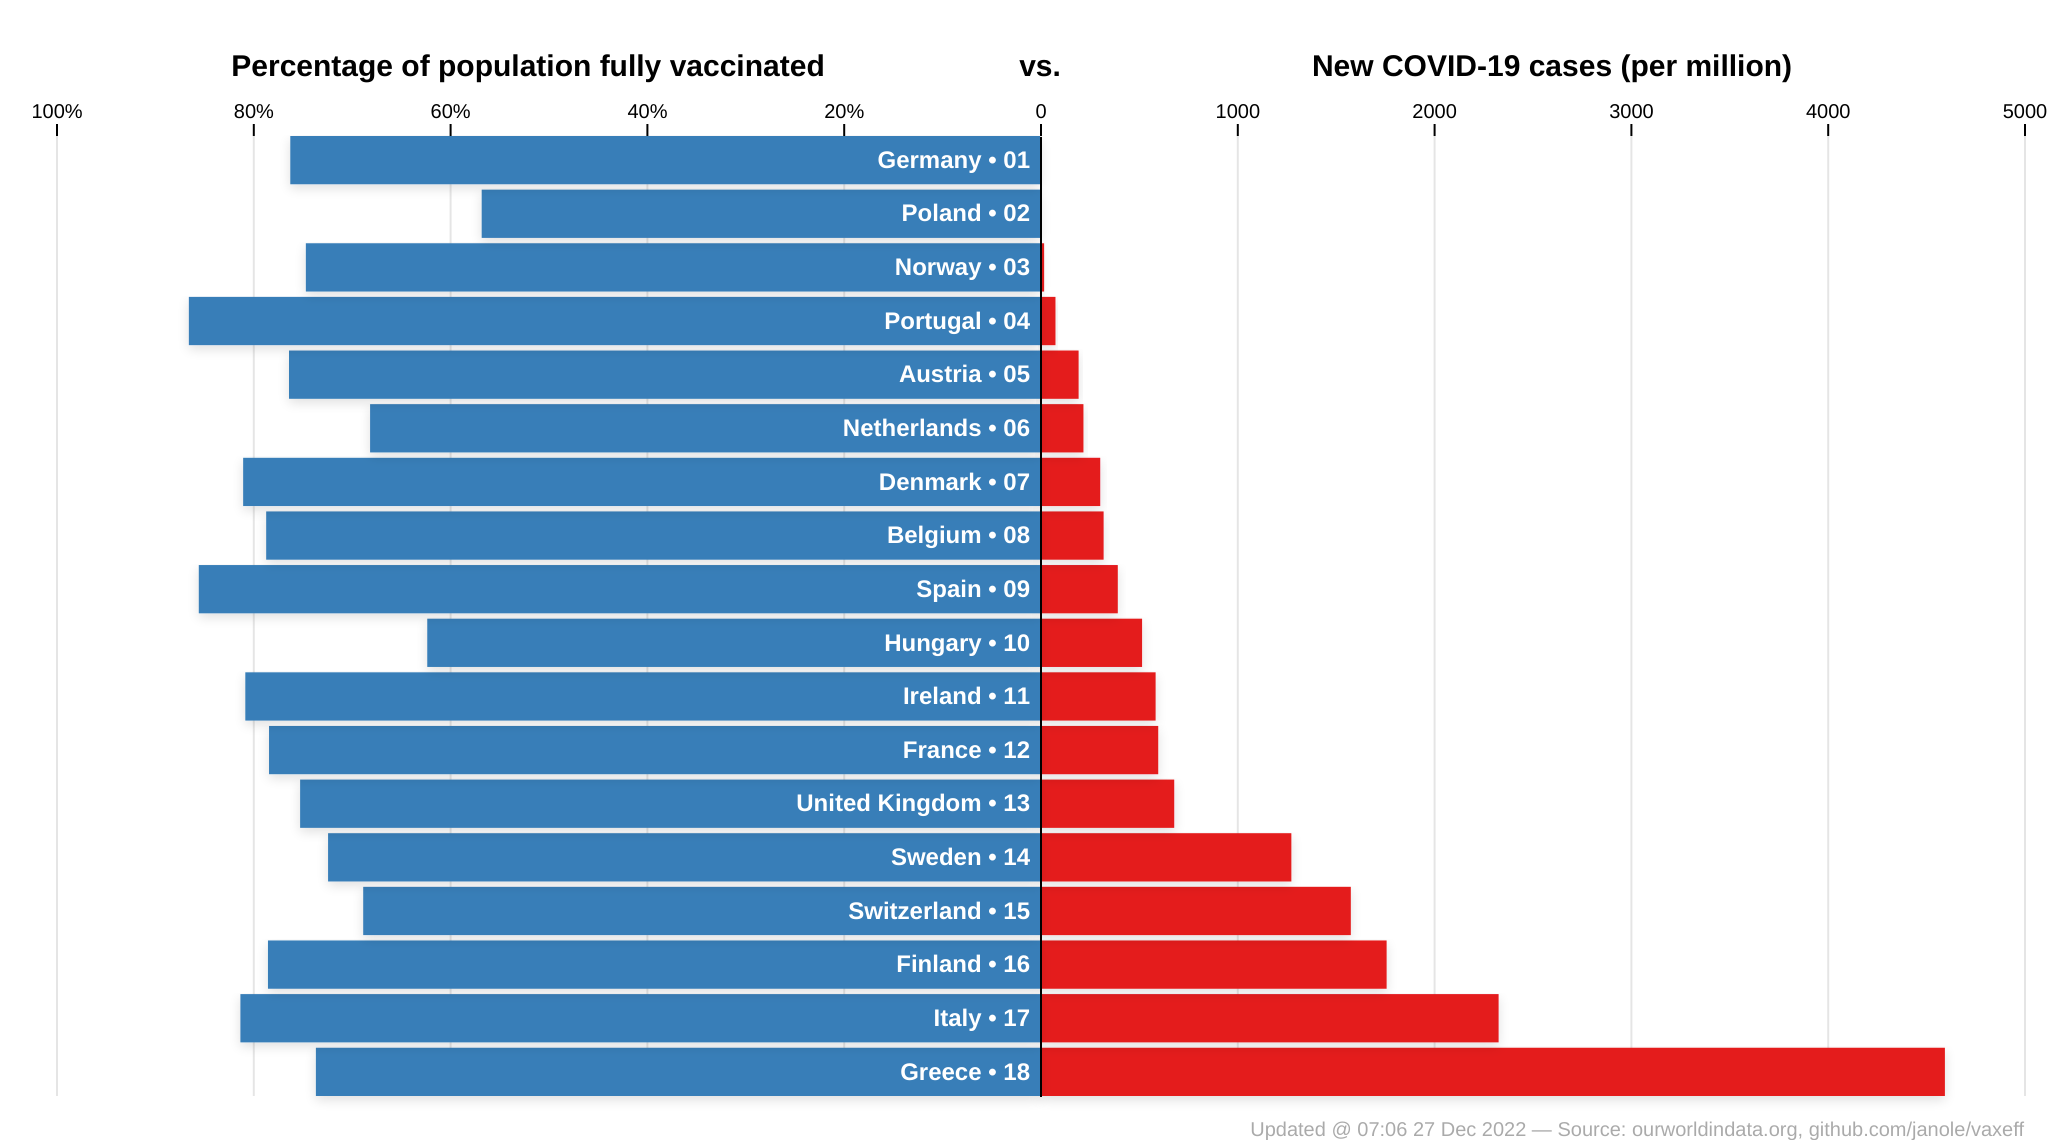 Percentage of population fully vaccinated vs. New COVID-19 cases (per million)
100% 80% 60% 40% 20% 0 1000 2000 3000 4000 5000
Germany • 01
Poland • 02
Norway • 03
Portugal • 04
Austria • 05
Netherlands • 06
Denmark • 07
Belgium • 08
Spain • 09
Hungary • 10
Ireland • 11
France • 12
United Kingdom • 13
Sweden • 14
Switzerland • 15
Finland • 16
Italy • 17
Greece • 18
Updated @ 07:06 27 Dec 2022 — Source: ourworldindata.org, github.com/janole/vaxeff